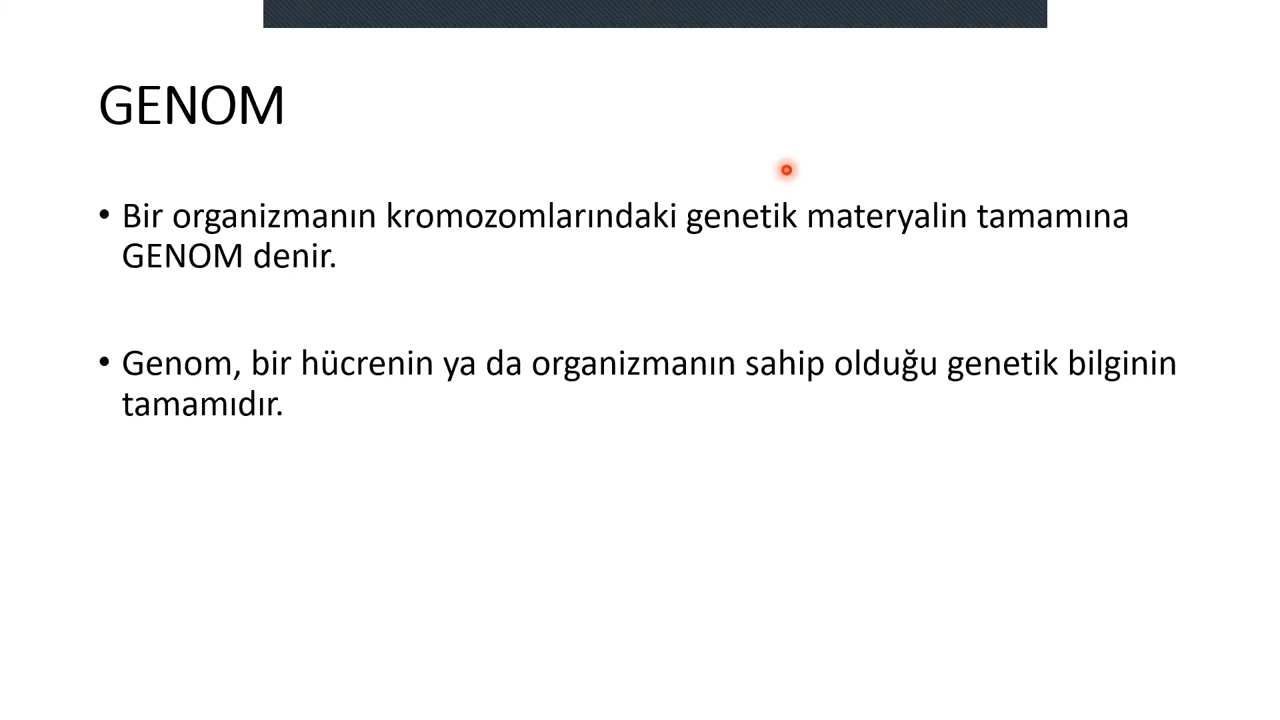 GENOM
• Bir organizmanın kromozomlarındaki genetik materyalin tamamına
GENOM denir.
• Genom, bir hücrenin ya da organizmanın sahip olduğu genetik bilginin
tamamıdır.